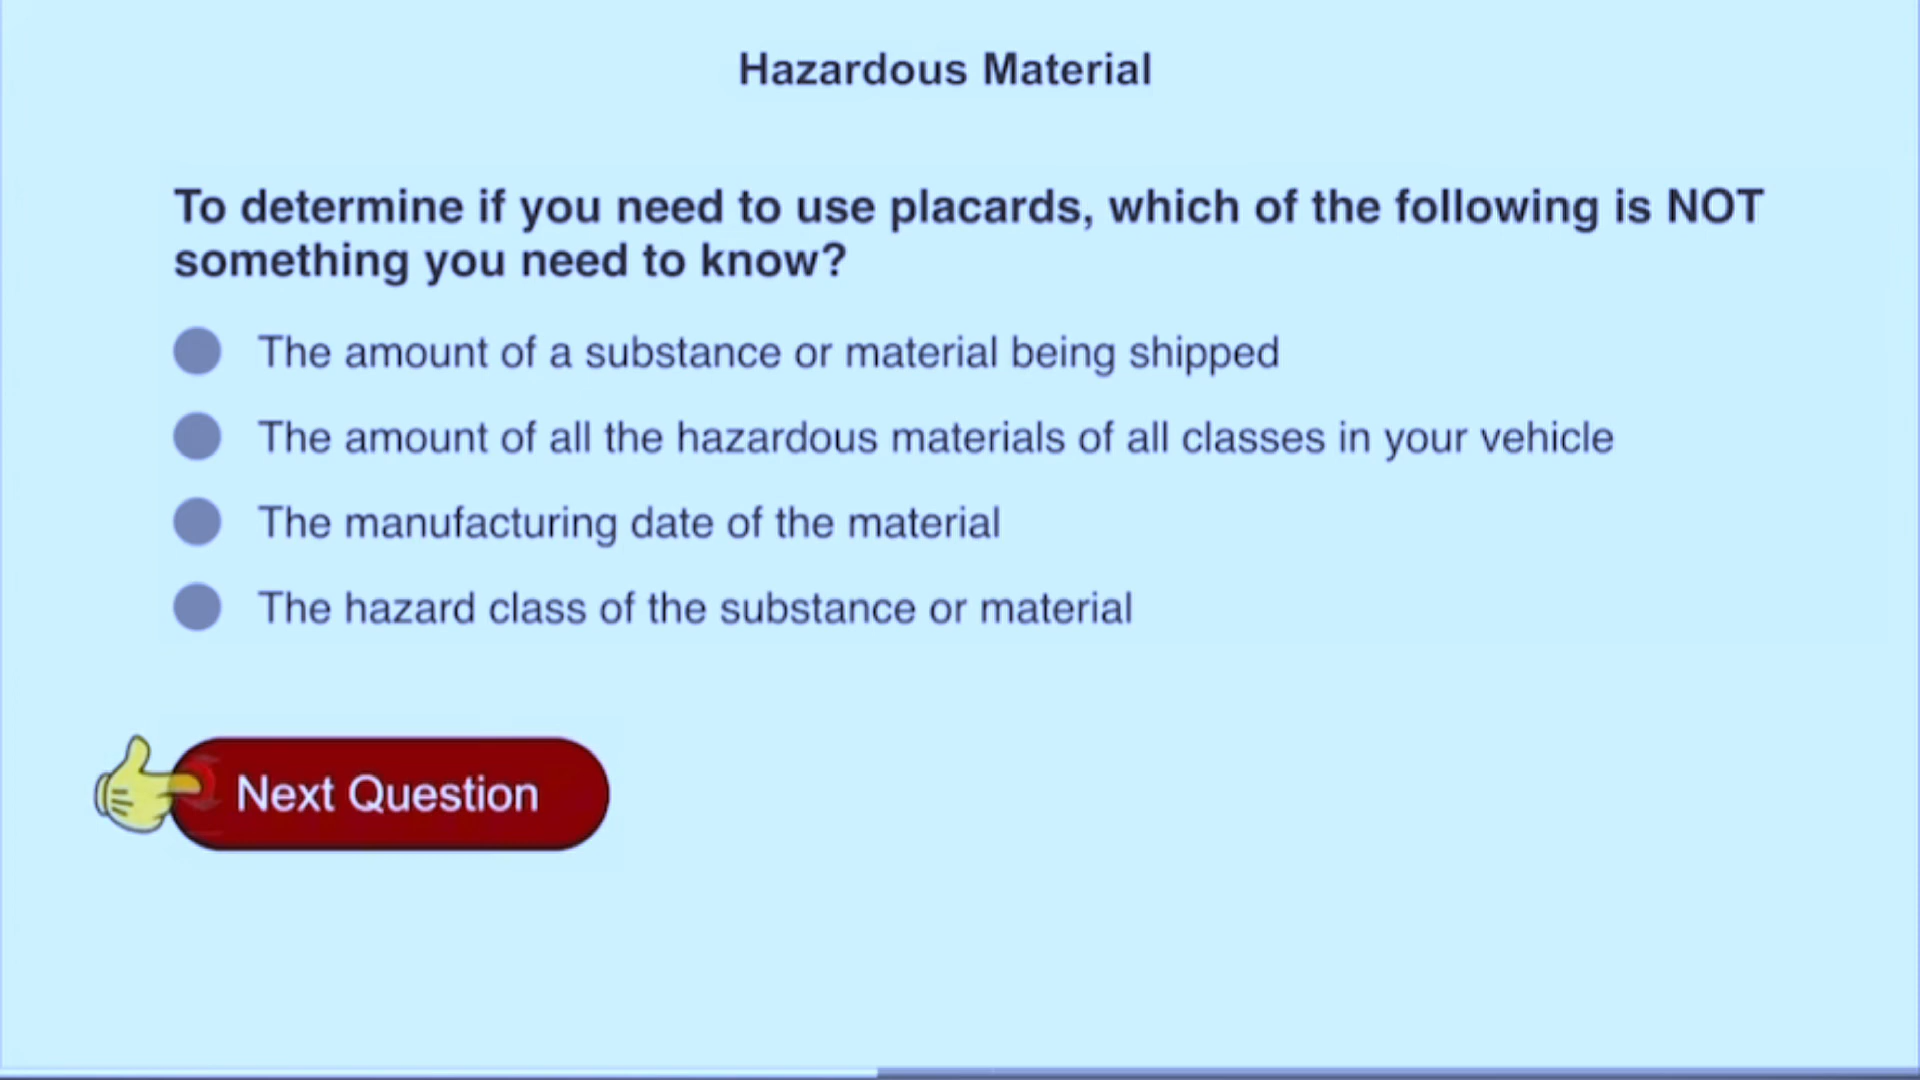 Hazardous Material
To determine if you need to use placards, which of the following is NOT
something you need to know?
The amount of a substance or material being shipped
The amount of all the hazardous materials of all classes in your vehicle
The manufacturing date of the material
The hazard class of the substance or material
Next Question